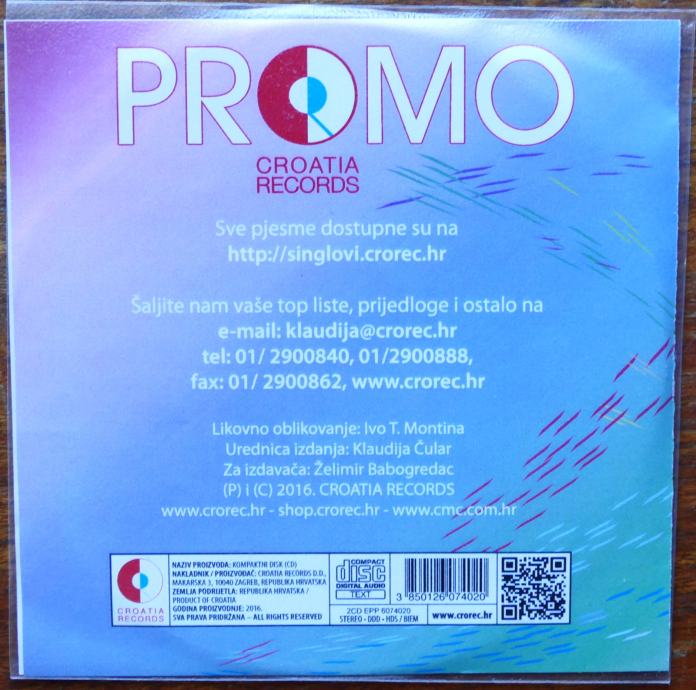 PROMO
CROATIA
RECORDS
Sve pjesme dostupne su na
http://singlovi.crorec.hr
Šaljite nam vaše top liste, prijedloge i ostalo na
e-mail: klaudija@crorec.hr
tel: 01/ 2900840, 01/2900888,
fax: 01/ 2900862, www.crorec.hr
Likovno oblikovanje: Ivo T. Montina
Urednica izdanja: Klaudija Čular
Za izdavača: Želimir Babogredac
(P) i (C) 2016. CROATIA RECORDS
www.crorec.hr - shop.crorec.hr - www.cmc.com.hr
CROATIA
RECORDS
NAZIV PROIZVODA: KOMPAKTNI DISK (CD)
NAKLADNIK / PROIZVOĐAČ: CROATIA RECORDS D.D.,
MAKARSKA 3, 10040 ZAGREB, REPUBLIKA HRVATSKA
ZEMLJA PODRIJETLA: REPUBLIKA HRVATSKA /
PRODUCT OF CROATIA
GODINA PROIZVODNJE: 2016.
SVA PRAVA PRIDRŽANA – ALL RIGHTS RESERVED
COMPACT
disc
DIGITAL AUDIO
TEXT
2CD EPP 6074020
STEREO • DDD • HDS / BIEM
3 850126 074020
www.crorec.hr